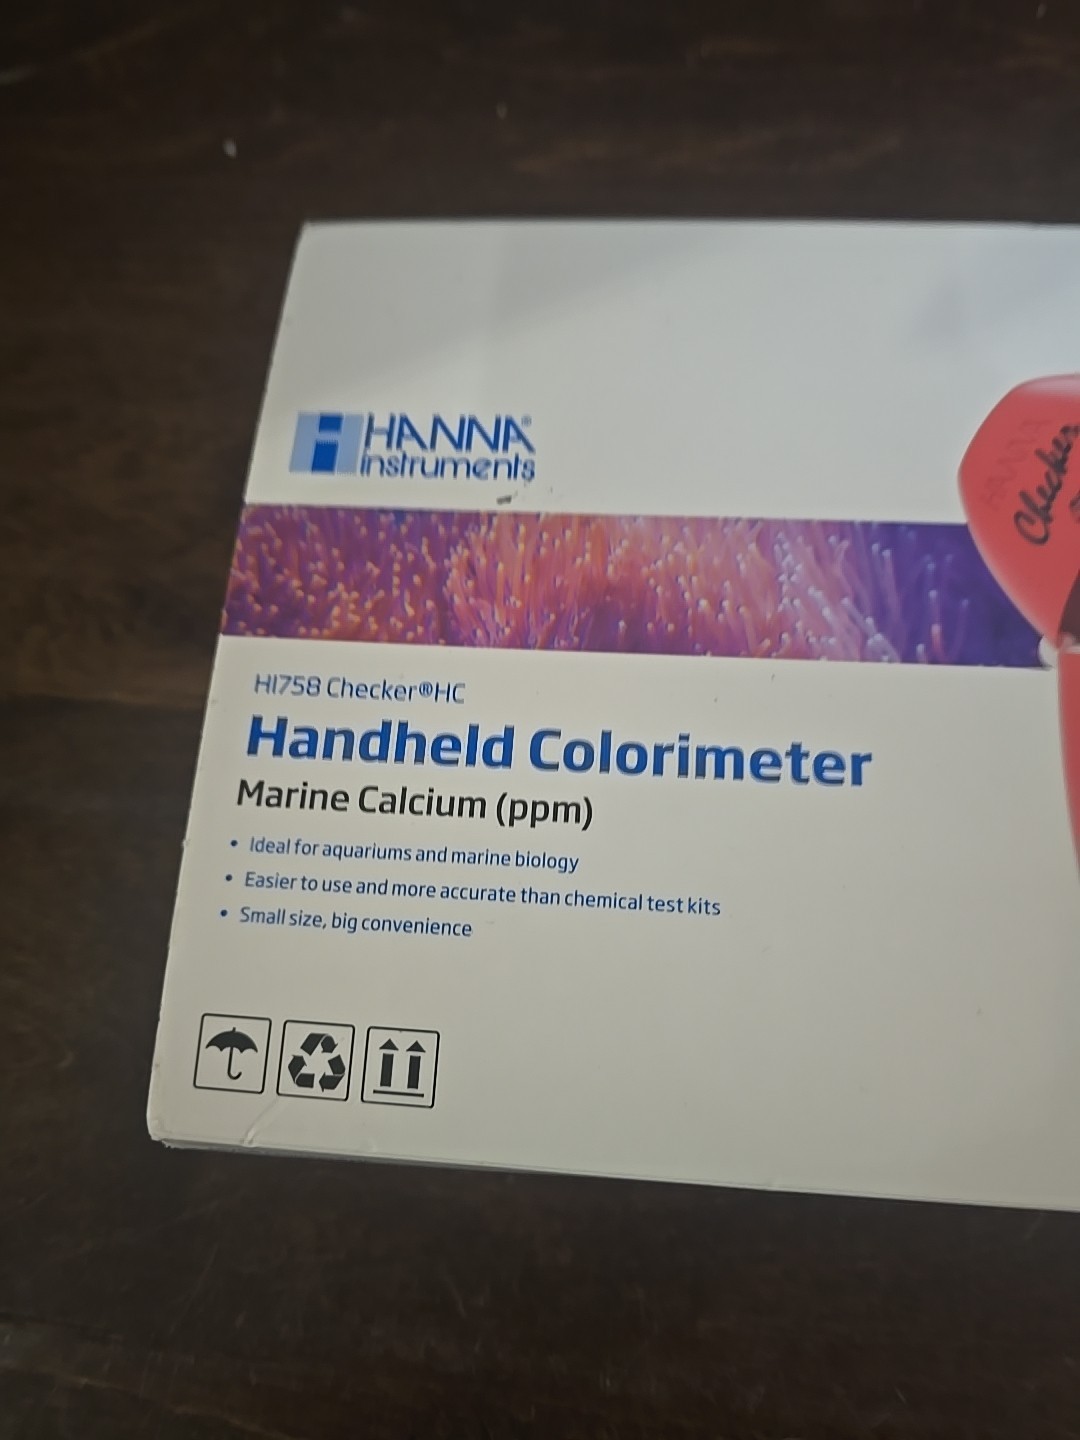 HANNA®
instruments
Checker
HI758 Checker®HC
Handheld Colorimeter
Marine Calcium (ppm)
• Ideal for aquariums and marine biology
• Easier to use and more accurate than chemical test kits
• Small size, big convenience